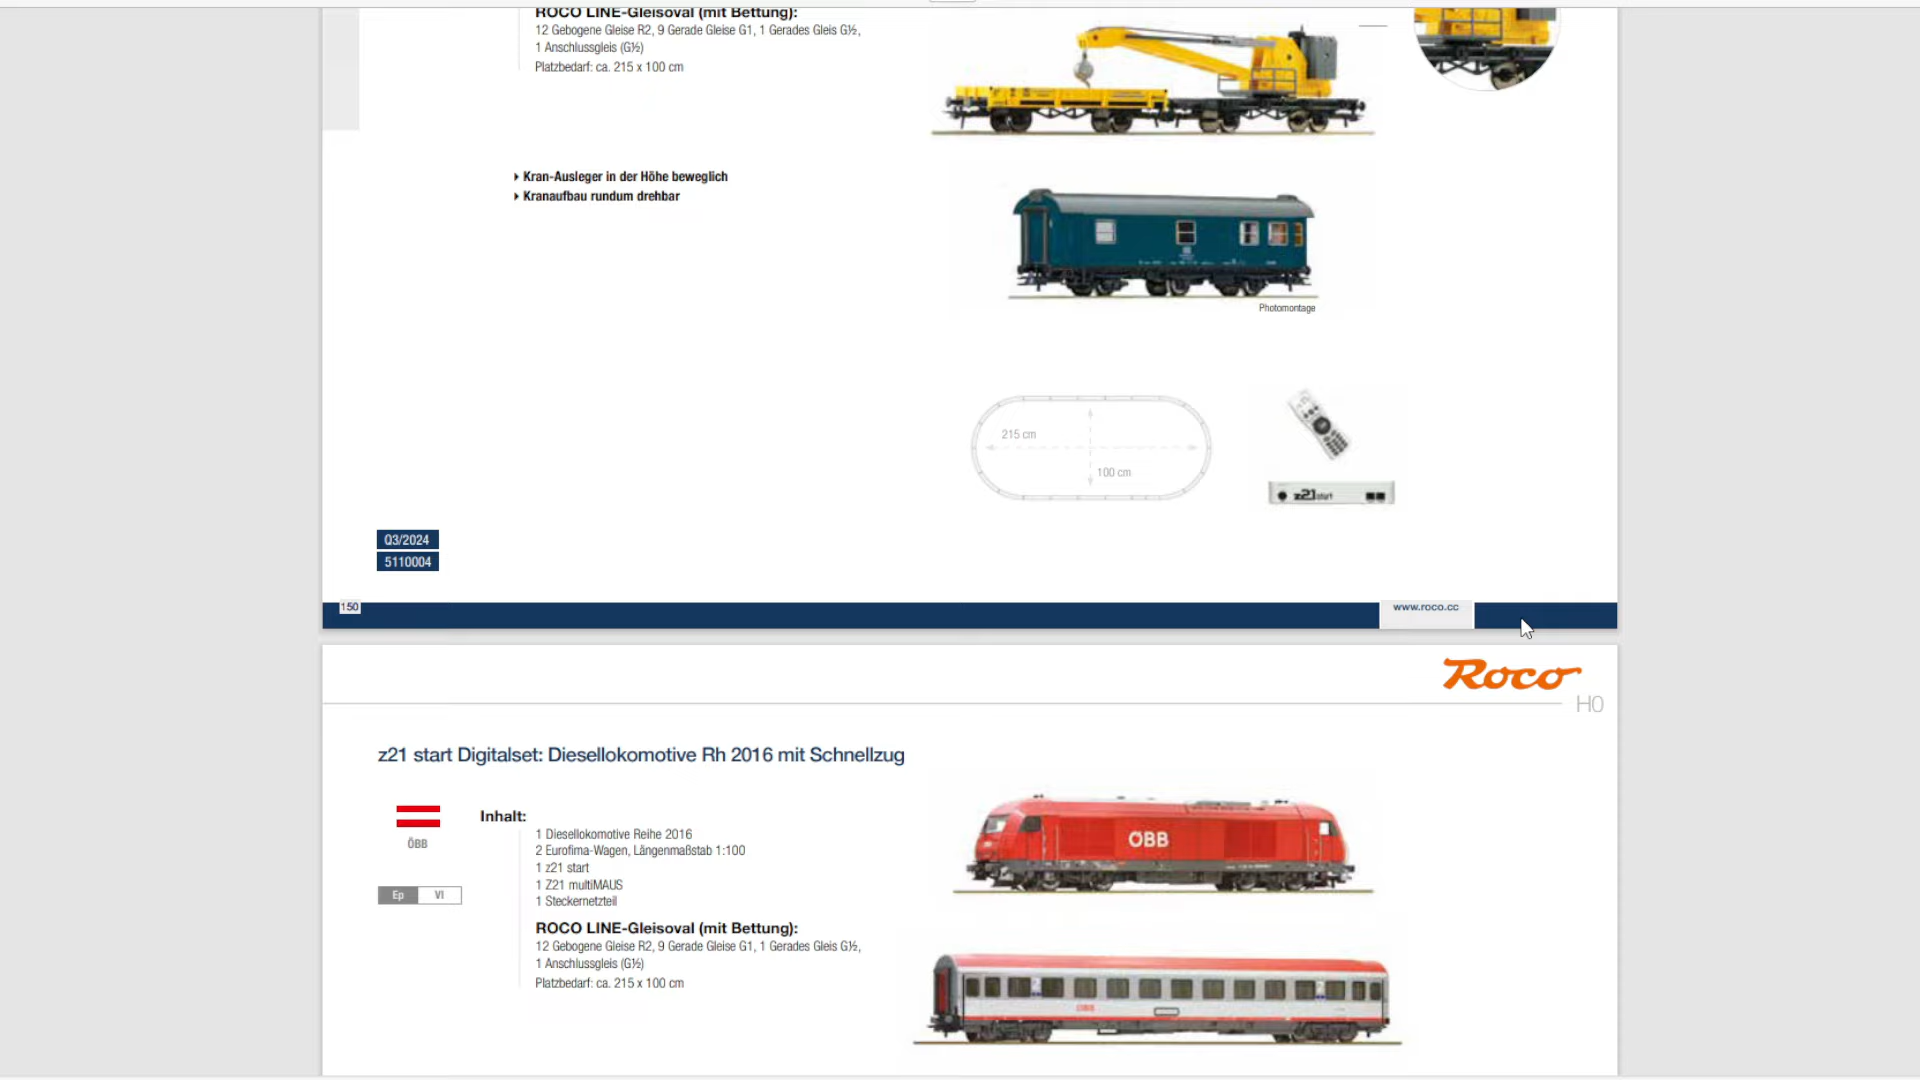 ROCO LINE-Gleisoval (mit Bettung):
12 Gebogene Gleise R2, 9 Gerade Gleise G1, 1 Gerades Gleis G½,
1 Anschlussgleis (G½)
Platzbedarf: ca. 215 x 100 cm
Kran-Ausleger in der Höhe beweglich
Kranaufbau rundum drehbar
Photomontage
215 cm
100 cm
z21 start
Q3/2024
5110004
150
www.roco.cc
Roco
H0
z21 start Digitalset: Diesellokomotive Rh 2016 mit Schnellzug
ÖBB
Ep VI
Inhalt:
1 Diesellokomotive Reihe 2016
2 Eurofima-Wagen, Längenmaßstab 1:100
1 z21 start
1 Z21 multiMAUS
1 Steckernetzteil
ROCO LINE-Gleisoval (mit Bettung):
12 Gebogene Gleise R2, 9 Gerade Gleise G1, 1 Gerades Gleis G½,
1 Anschlussgleis (G½)
Platzbedarf: ca. 215 x 100 cm
ÖBB
ÖBB